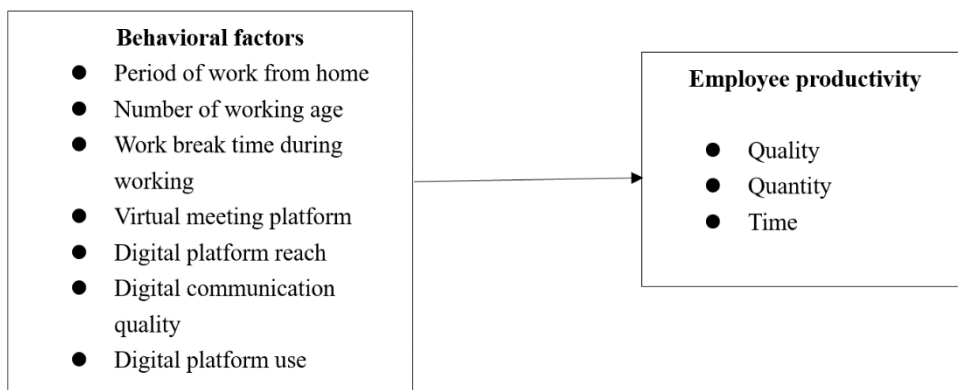 Behavioral factors
● Period of work from home
● Number of working age
● Work break time during
working
● Virtual meeting platform
● Digital platform reach
● Digital communication
quality
● Digital platform use
Employee productivity
● Quality
● Quantity
● Time